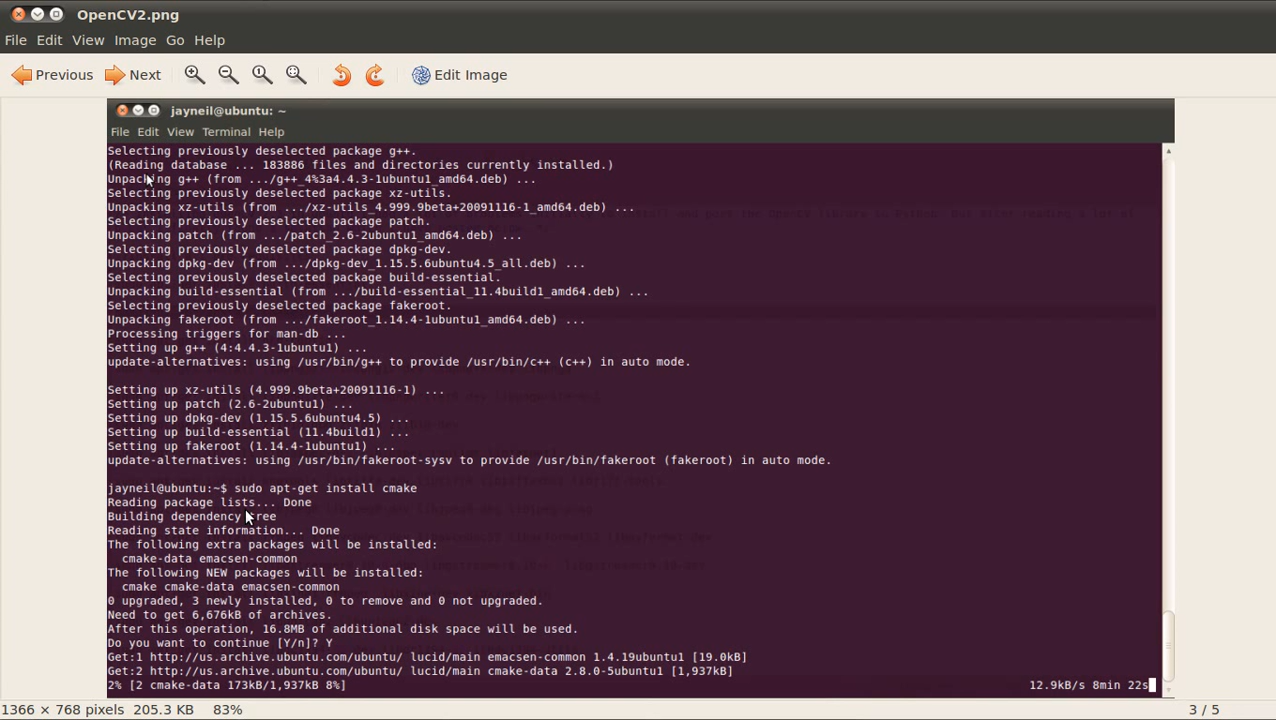 OpenCV2.png
File Edit View Image Go Help
Previous Next Edit Image
jayneil@ubuntu: ~
File Edit View Terminal Help
Selecting previously deselected package g++.
(Reading database ... 183886 files and directories currently installed.)
Unpacking g++ (from .../g++_4%3a4.4.3-1ubuntu1_amd64.deb) ...
Selecting previously deselected package xz-utils.
Unpacking xz-utils (from .../xz-utils_4.999.9beta+20091116-1_amd64.deb) ...
Selecting previously deselected package patch.
Unpacking patch (from .../patch_2.6-2ubuntu1_amd64.deb) ...
Selecting previously deselected package dpkg-dev.
Unpacking dpkg-dev (from .../dpkg-dev_1.15.5.6ubuntu4.5_all.deb) ...
Selecting previously deselected package build-essential.
Unpacking build-essential (from .../build-essential_11.4build1_amd64.deb) ...
Selecting previously deselected package fakeroot.
Unpacking fakeroot (from .../fakeroot_1.14.4-1ubuntu1_amd64.deb) ...
Processing triggers for man-db ...
Setting up g++ (4:4.4.3-1ubuntu1) ...
update-alternatives: using /usr/bin/g++ to provide /usr/bin/c++ (c++) in auto mode.
Setting up xz-utils (4.999.9beta+20091116-1) ...
Setting up patch (2.6-2ubuntu1) ...
Setting up dpkg-dev (1.15.5.6ubuntu4.5) ...
Setting up build-essential (11.4build1) ...
Setting up fakeroot (1.14.4-1ubuntu1) ...
update-alternatives: using /usr/bin/fakeroot-sysv to provide /usr/bin/fakeroot (fakeroot) in auto mode.
jayneil@ubuntu:~$ sudo apt-get install cmake
Reading package lists... Done
Building dependency tree
Reading state information... Done
The following extra packages will be installed:
cmake-data emacsen-common
The following NEW packages will be installed:
cmake cmake-data emacsen-common
0 upgraded, 3 newly installed, 0 to remove and 0 not upgraded.
Need to get 6,676kB of archives.
After this operation, 16.8MB of additional disk space will be used.
Do you want to continue [Y/n]? Y
Get:1 http://us.archive.ubuntu.com/ubuntu/ lucid/main emacsen-common 1.4.19ubuntu1 [19.0kB]
Get:2 http://us.archive.ubuntu.com/ubuntu/ lucid/main cmake-data 2.8.0-5ubuntu1 [1,937kB]
2% [2 cmake-data 173kB/1,937kB 8%] 12.9kB/s 8min 22s
1366 × 768 pixels 205.3 KB 83% 3 / 5